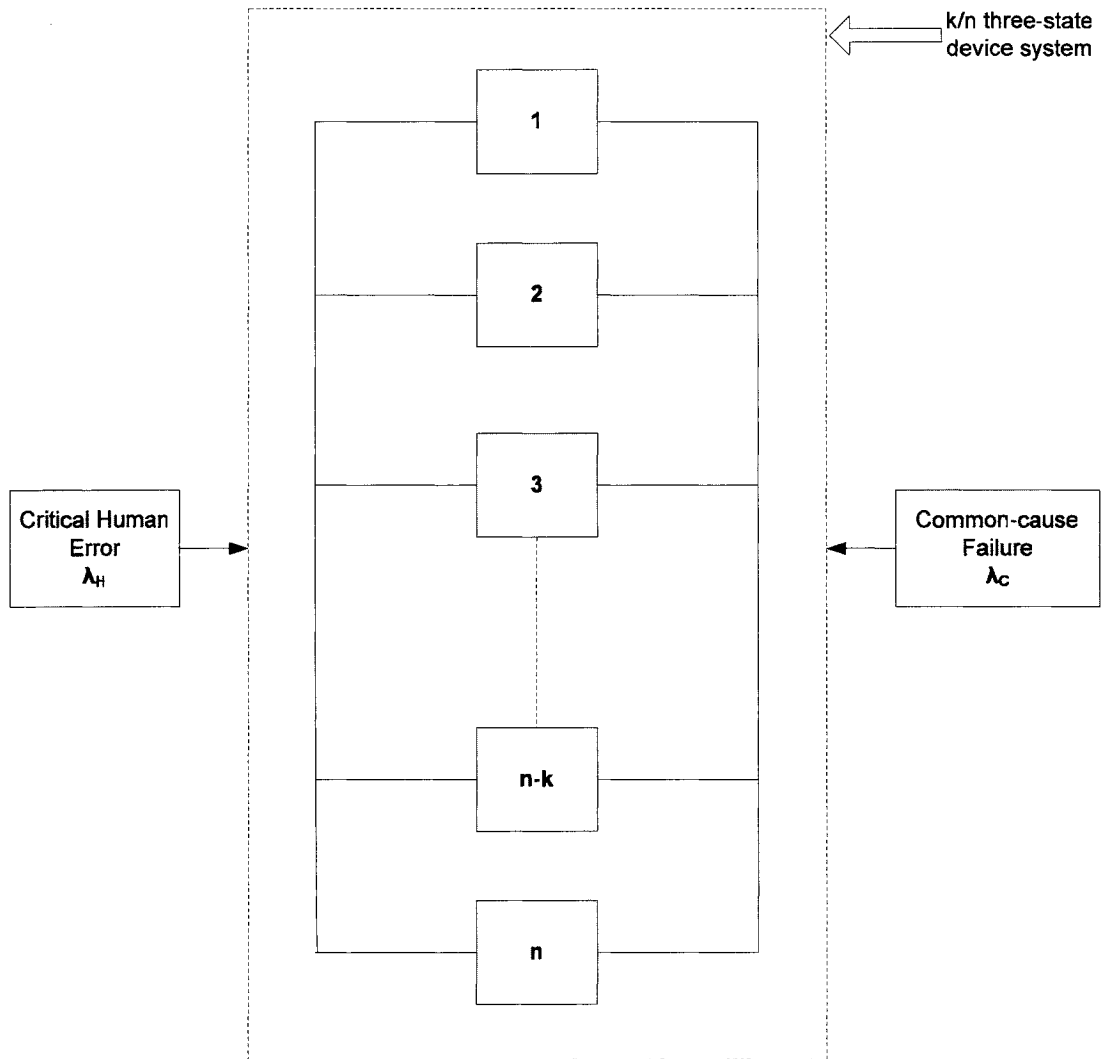 k/n three-state
device system
1
2
3
Critical Human
Error
λH
Common-cause
Failure
λC
n-k
n